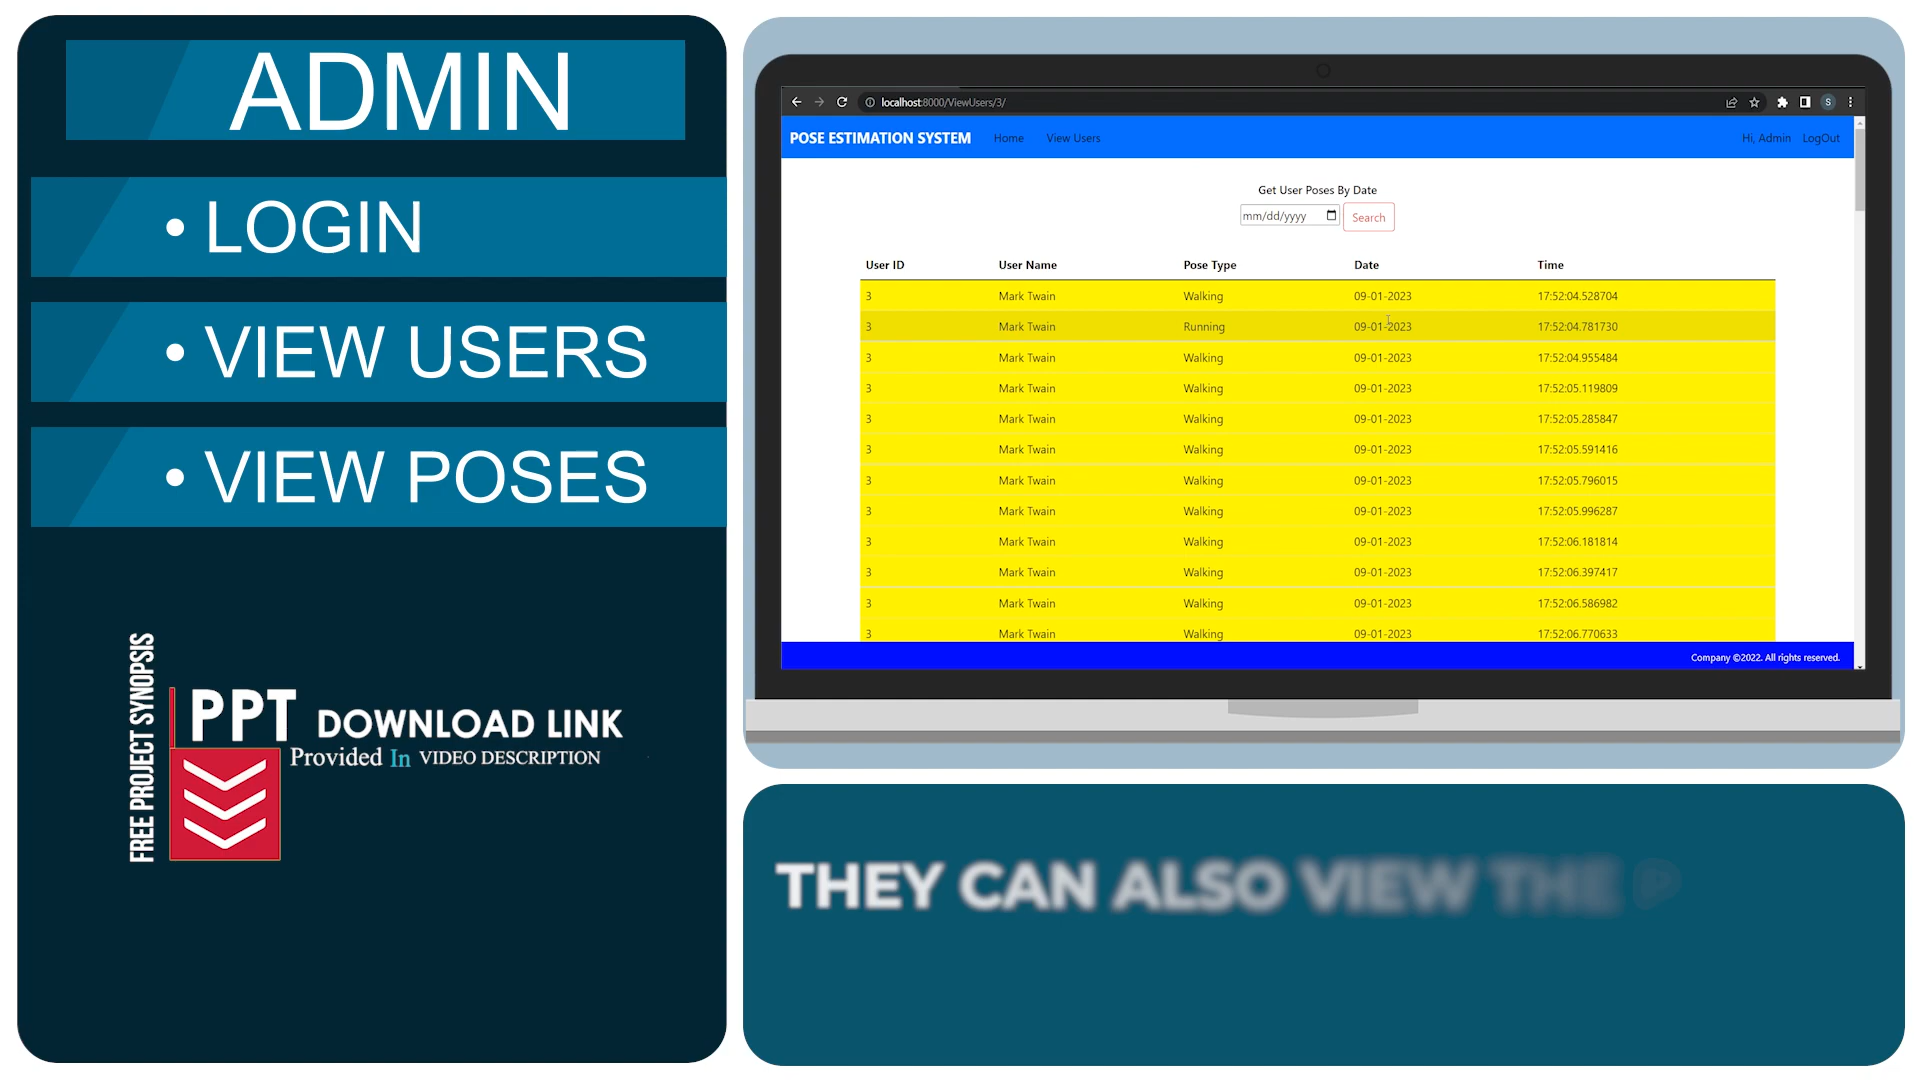 ADMIN
• LOGIN
• VIEW USERS
• VIEW POSES
FREE PROJECT SYNOPSIS
PPT DOWNLOAD LINK
Provided In VIDEO DESCRIPTION
localhost:8000/ViewUsers/3/
S
POSE ESTIMATION SYSTEM Home View Users Hi, Admin LogOut
Get User Poses By Date
mm/dd/yyyy Search
User ID User Name Pose Type Date Time
3 Mark Twain Walking 09-01-2023 17:52:04.528704
3 Mark Twain Running 09-01-2023 17:52:04.781730
3 Mark Twain Walking 09-01-2023 17:52:04.955484
3 Mark Twain Walking 09-01-2023 17:52:05.119809
3 Mark Twain Walking 09-01-2023 17:52:05.285847
3 Mark Twain Walking 09-01-2023 17:52:05.591416
3 Mark Twain Walking 09-01-2023 17:52:05.796015
3 Mark Twain Walking 09-01-2023 17:52:05.996287
3 Mark Twain Walking 09-01-2023 17:52:06.181814
3 Mark Twain Walking 09-01-2023 17:52:06.397417
3 Mark Twain Walking 09-01-2023 17:52:06.586982
3 Mark Twain Walking 09-01-2023 17:52:06.770633
Company ©2022. All rights reserved.
THEY CAN ALSO VIEW THE P